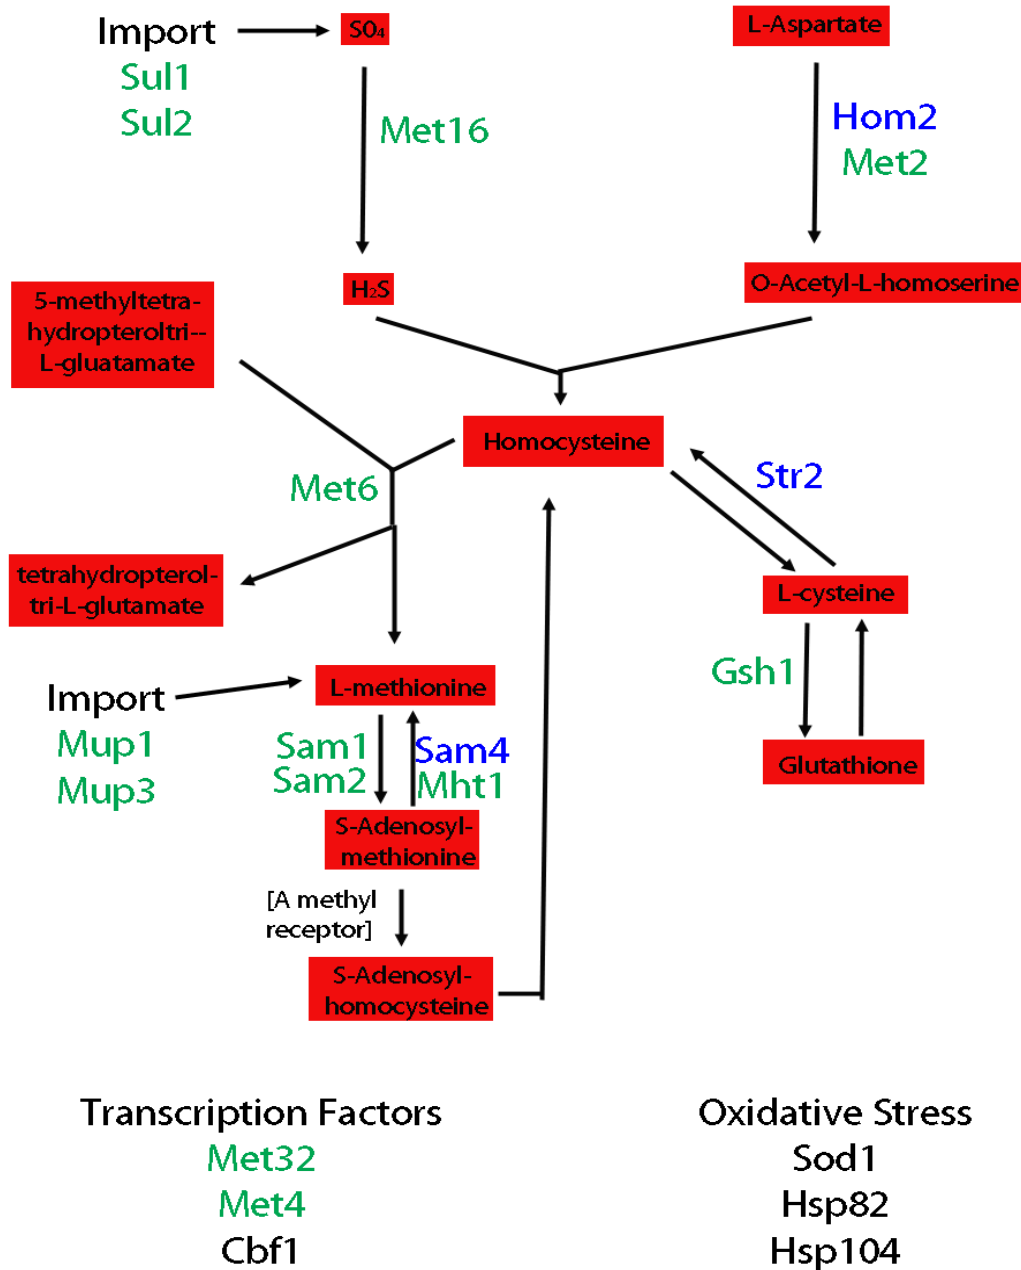 Import
SO₄
L-Aspartate
Sul1
Sul2
Met16
Hom2
Met2
H₂S
O-Acetyl-L-homoserine
5-methyltetra-
hydropteroltri--
L-gluatamate
Homocysteine
Str2
Met6
tetrahydropterol-
tri-L-glutamate
L-cysteine
Gsh1
Import
Mup1
Mup3
L-methionine
Sam1
Sam2
Sam4
Mht1
Glutathione
S-Adenosyl-
methionine
[A methyl
receptor]
S-Adenosyl-
homocysteine
Transcription Factors
Met32
Met4
Cbf1
Oxidative Stress
Sod1
Hsp82
Hsp104